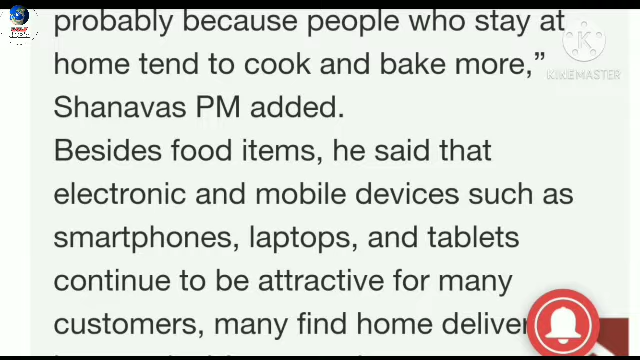 probably because people who stay at
home tend to cook and bake more,”
Shanavas PM added.
Besides food items, he said that
electronic and mobile devices such as
smartphones, laptops, and tablets
continue to be attractive for many
customers, many find home
KINEMASTER